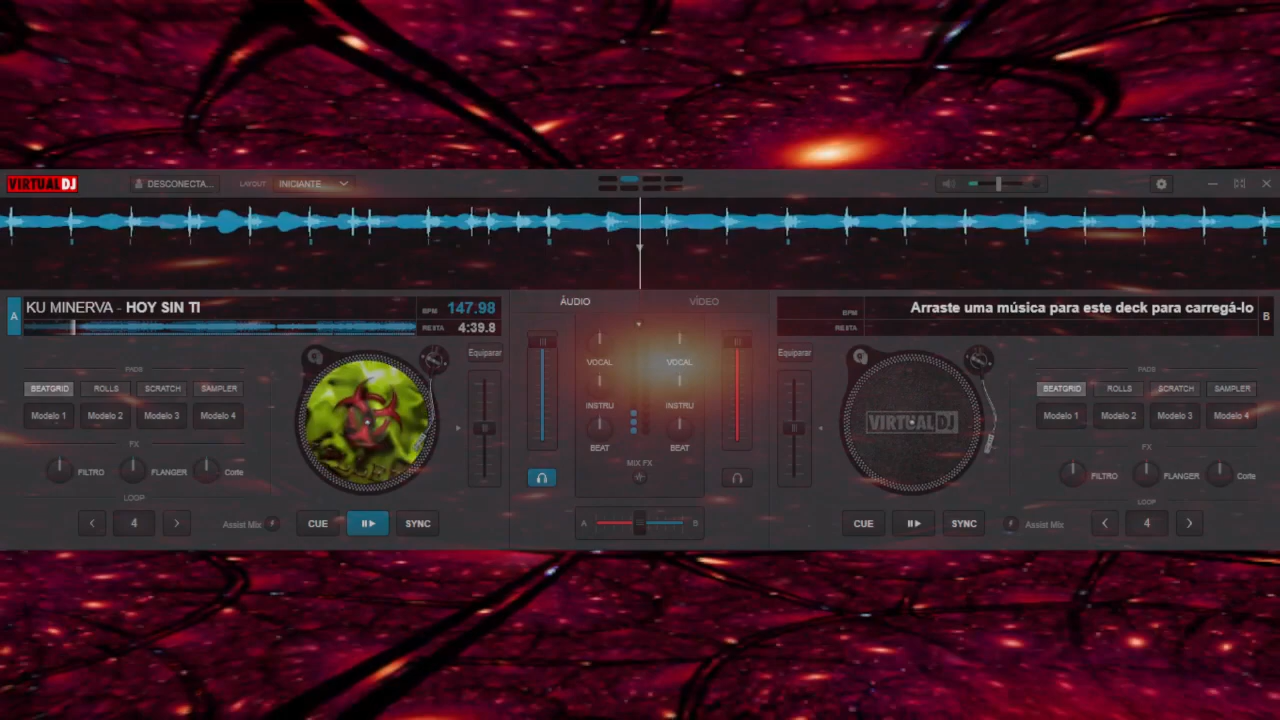 VIRTUAL DJ
DESCONECTA...
LAYOUT INICIANTE
KU MINERVA - HOY SIN TI
A
BPM 147.98
RESTA 4:39.8
ÁUDIO VÍDEO
Arraste uma música para este deck para carregá-lo
B
BPM
RESTA
Equiparar
PADS
BEATGRID ROLLS SCRATCH SAMPLER
Modelo 1 Modelo 2 Modelo 3 Modelo 4
FX
FILTRO FLANGER Corte
LOOP
4
Assist Mix
CUE
SYNC
VOCAL VOCAL
INSTRU INSTRU
BEAT BEAT
MIX FX
A B
Equiparar
VIRTUAL DJ
CUE
SYNC
PADS
BEATGRID ROLLS SCRATCH SAMPLER
Modelo 1 Modelo 2 Modelo 3 Modelo 4
FX
FILTRO FLANGER Corte
LOOP
Assist Mix
4